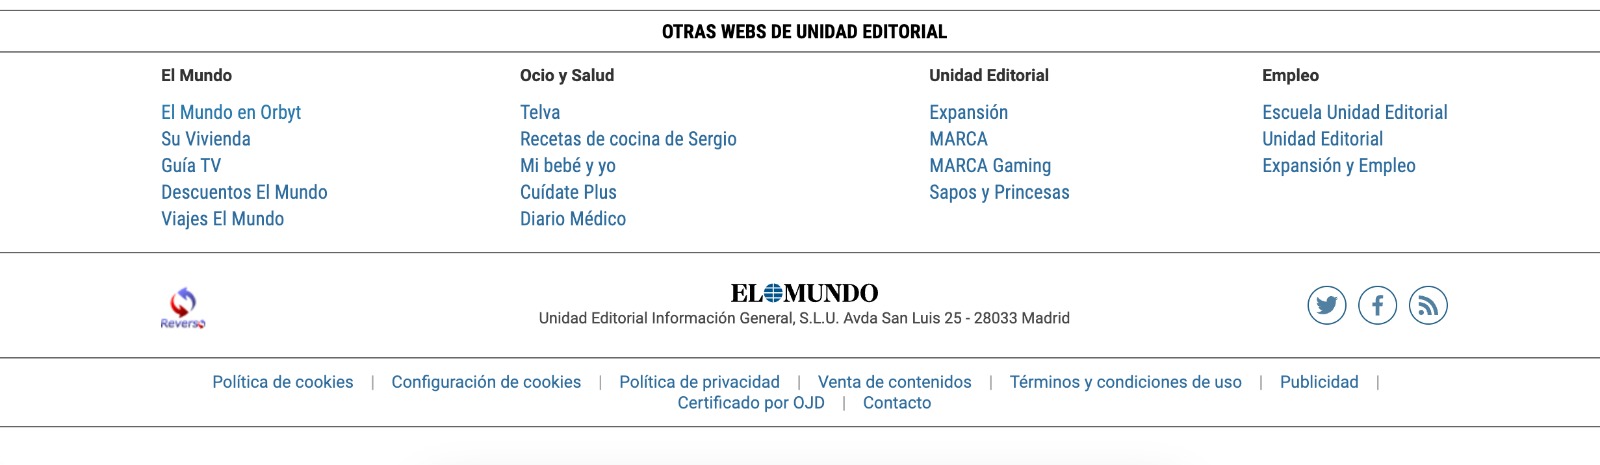 OTRAS WEBS DE UNIDAD EDITORIAL
El Mundo
El Mundo en Orbyt
Su Vivienda
Guía TV
Descuentos El Mundo
Viajes El Mundo
Ocio y Salud
Telva
Recetas de cocina de Sergio
Mi bebé y yo
Cuídate Plus
Diario Médico
Unidad Editorial
Expansión
MARCA
MARCA Gaming
Sapos y Princesas
Empleo
Escuela Unidad Editorial
Unidad Editorial
Expansión y Empleo
Reverso
EL MUNDO
Unidad Editorial Información General, S.L.U. Avda San Luis 25 - 28033 Madrid
Política de cookies | Configuración de cookies | Política de privacidad | Venta de contenidos | Términos y condiciones de uso | Publicidad |
Certificado por OJD | Contacto